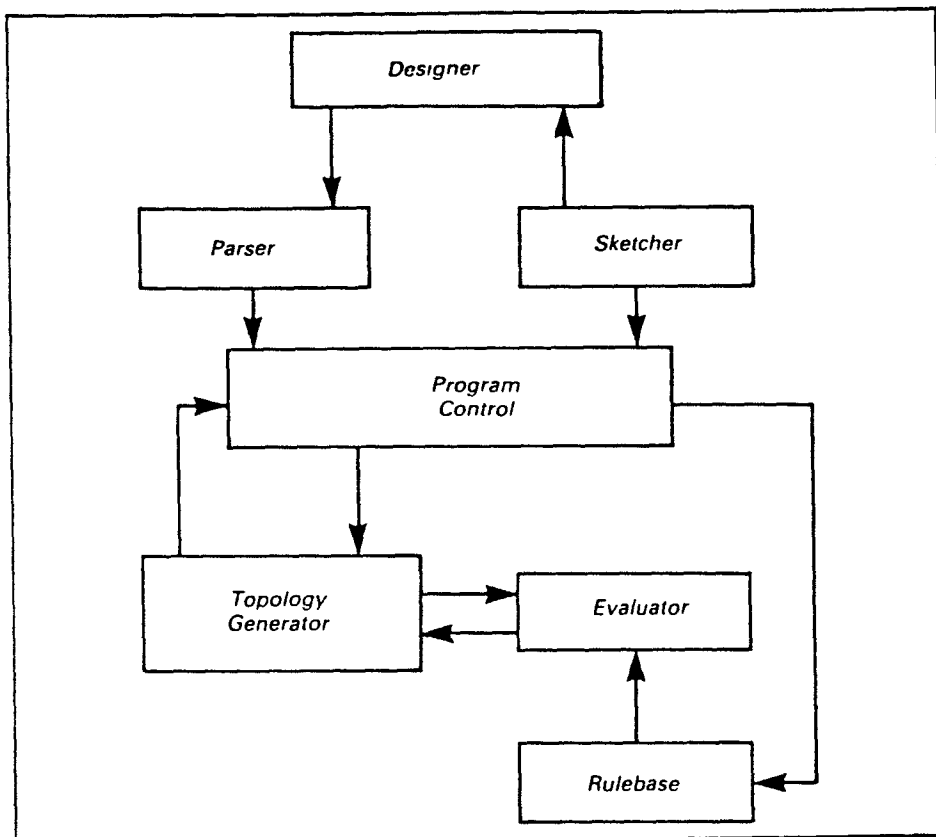 Designer
Parser
Sketcher
Program
Control
Topology
Generator
Evaluator
Rulebase